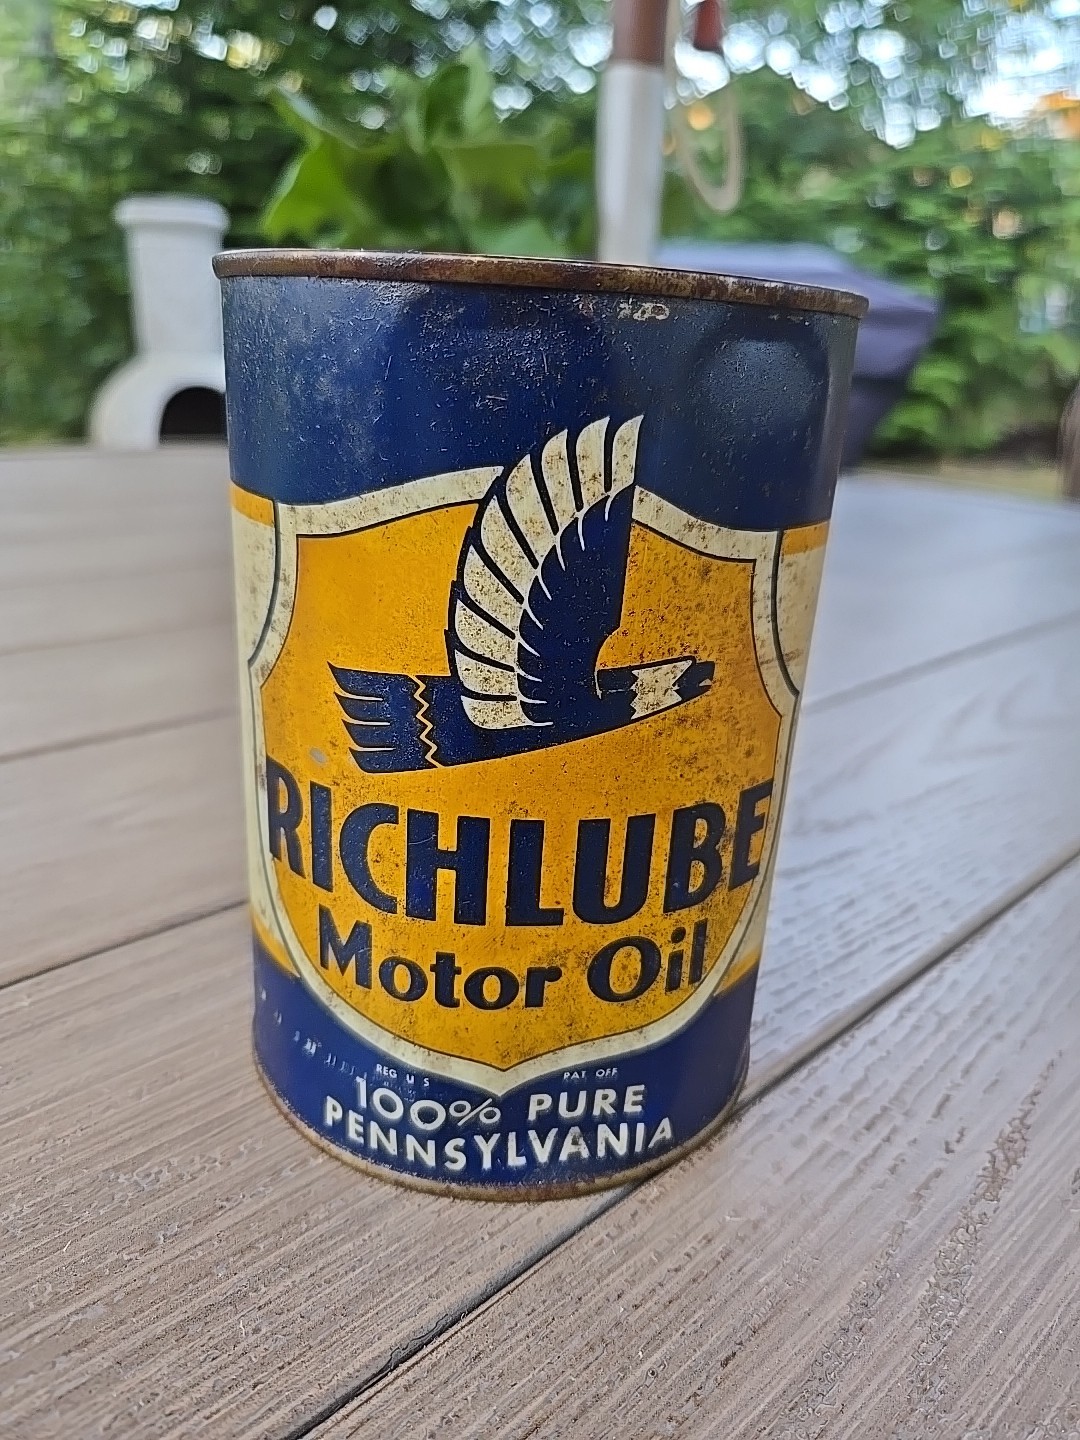 RICHLUBE
Motor Oil
REG U S PAT OFF
100% PURE
PENNSYLVANIA